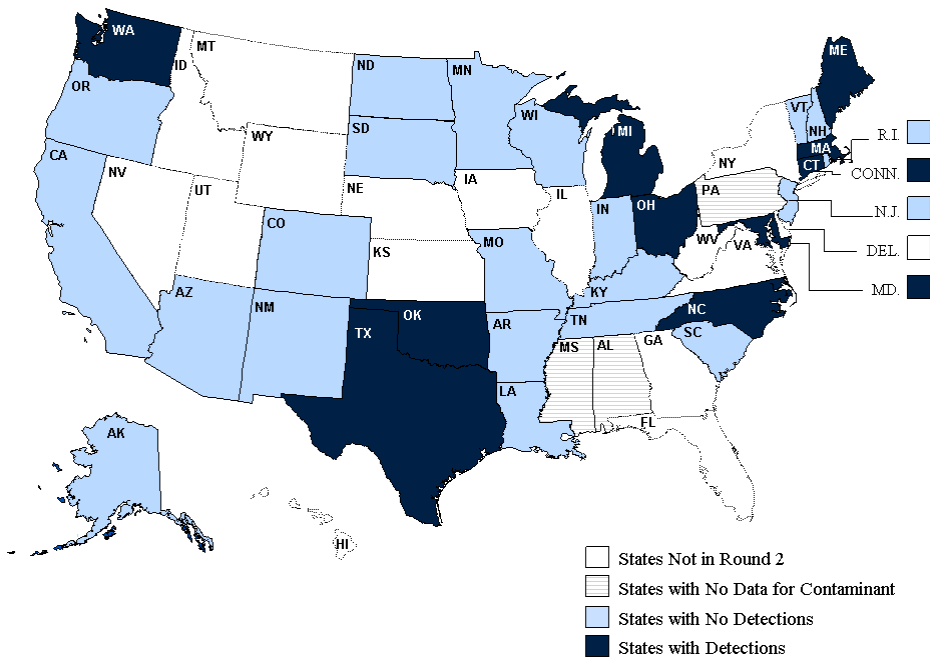 WA
MT
ME
ID
ND
MN
OR
VT
WI
SD
MI
NH
R.I.
WY
MA
CA
NY
CT
CONN.
NV
IA
UT
NE
IL
PA
OH
IN
N.J.
CO
WV
VA
MO
DEL.
KS
AZ
KY
MD.
NM
NC
OK
TN
AR
TX
SC
GA
MS
AL
LA
FL
AK
HI
States Not in Round 2
States with No Data for Contaminant
States with No Detections
States with Detections